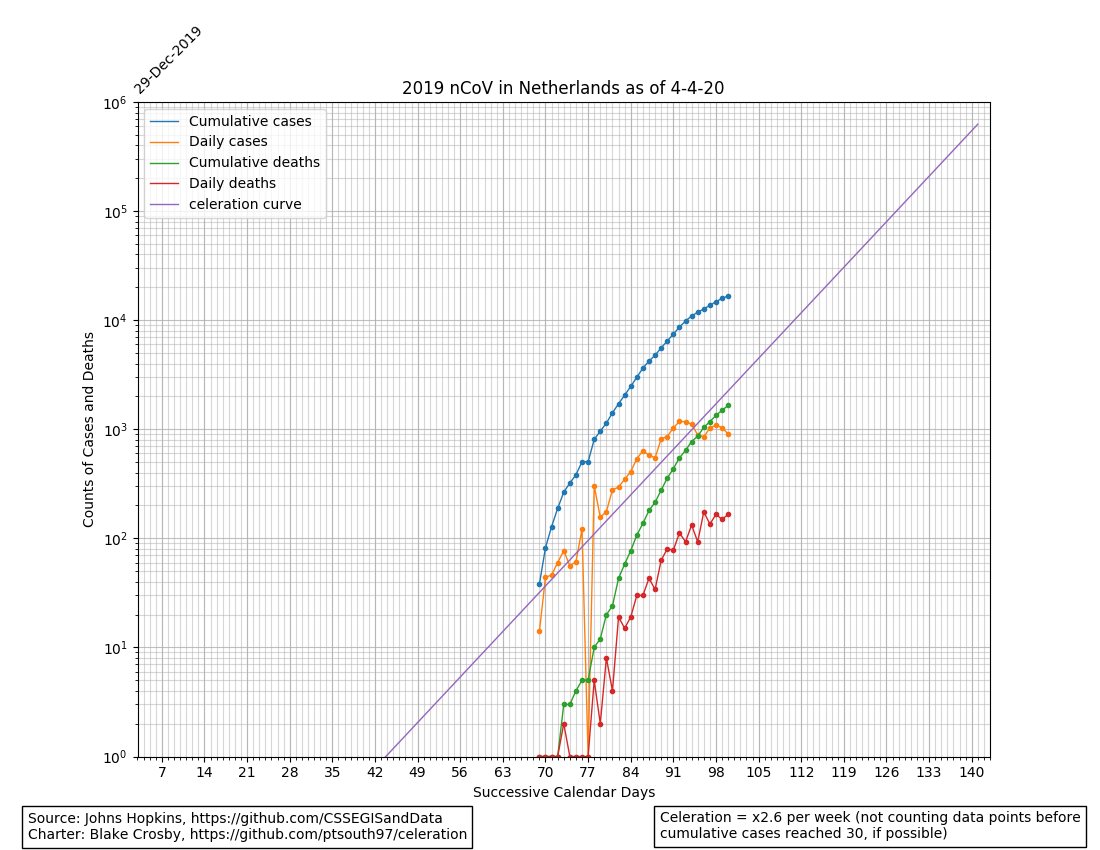 29-Dec-2019
2019 nCoV in Netherlands as of 4-4-20
10^6
10^5
10^4
10^3
10^2
10^1
10^0
Counts of Cases and Deaths
Cumulative cases
Daily cases
Cumulative deaths
Daily deaths
celeration curve
7 14 21 28 35 42 49 56 63 70 77 84 91 98 105 112 119 126 133 140
Successive Calendar Days
Source: Johns Hopkins, https://github.com/CSSEGISandData
Charter: Blake Crosby, https://github.com/ptsouth97/celeration
Celeration = x2.6 per week (not counting data points before
cumulative cases reached 30, if possible)